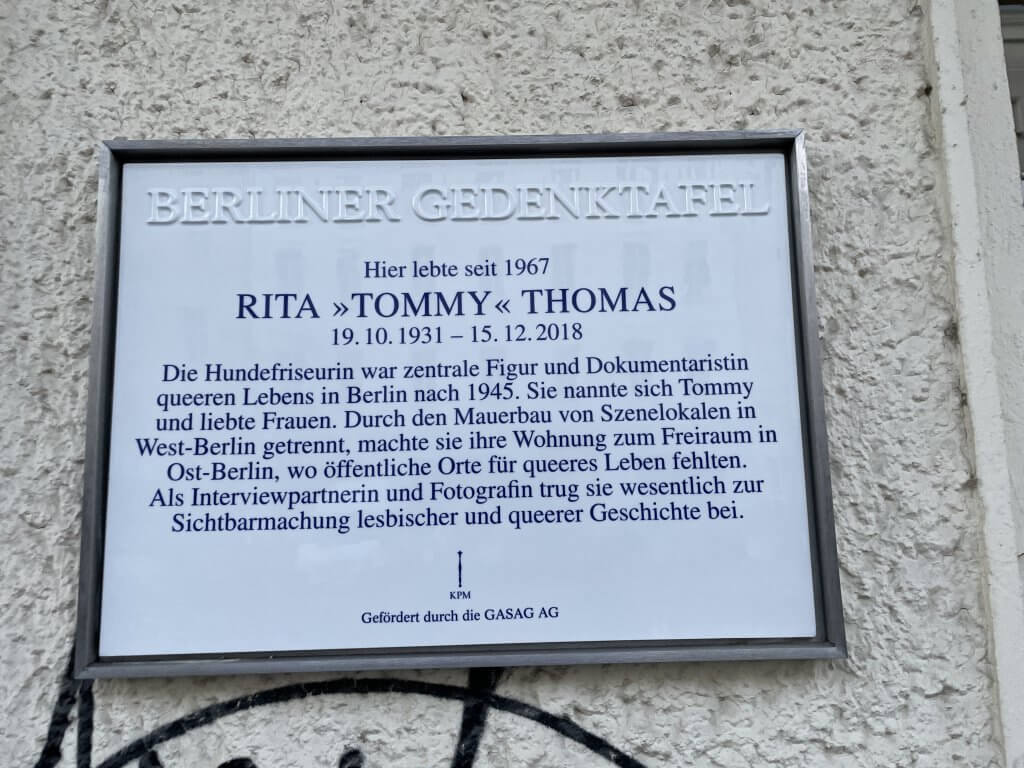 BERLINER GEDENKTAFEL
Hier lebte seit 1967
RITA »TOMMY« THOMAS
19. 10. 1931 – 15. 12. 2018
Die Hundefriseurin war zentrale Figur und Dokumentaristin
queeren Lebens in Berlin nach 1945. Sie nannte sich Tommy
und liebte Frauen. Durch den Mauerbau von Szenelokalen in
West-Berlin getrennt, machte sie ihre Wohnung zum Freiraum in
Ost-Berlin, wo öffentliche Orte für queeres Leben fehlten.
Als Interviewpartnerin und Fotografin trug sie wesentlich zur
Sichtbarmachung lesbischer und queerer Geschichte bei.
KPM
Gefördert durch die GASAG AG